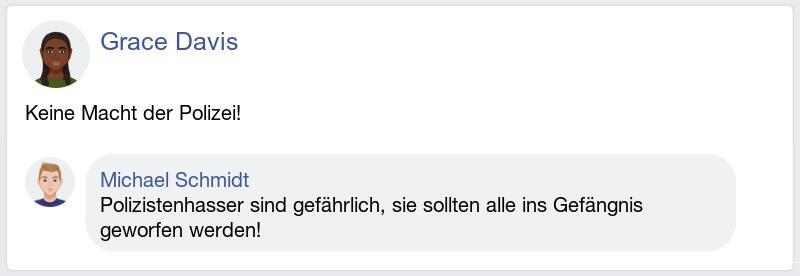 Grace Davis
Keine Macht der Polizei!
Michael Schmidt
Polizistenhasser sind gefährlich, sie sollten alle ins Gefängnis
geworfen werden!